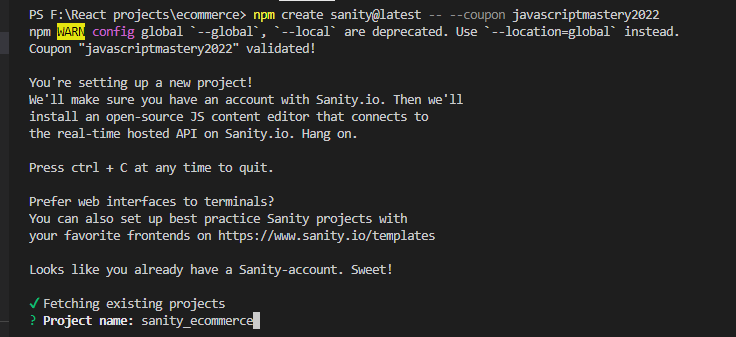 PS F:\React projects\ecommerce> npm create sanity@latest -- --coupon javascriptmastery2022
npm WARN config global `--global`, `--local` are deprecated. Use `--location=global` instead.
Coupon "javascriptmastery2022" validated!
You're setting up a new project!
We'll make sure you have an account with Sanity.io. Then we'll
install an open-source JS content editor that connects to
the real-time hosted API on Sanity.io. Hang on.
Press ctrl + C at any time to quit.
Prefer web interfaces to terminals?
You can also set up best practice Sanity projects with
your favorite frontends on https://www.sanity.io/templates
Looks like you already have a Sanity-account. Sweet!
✔ Fetching existing projects
? Project name: sanity_ecommerce